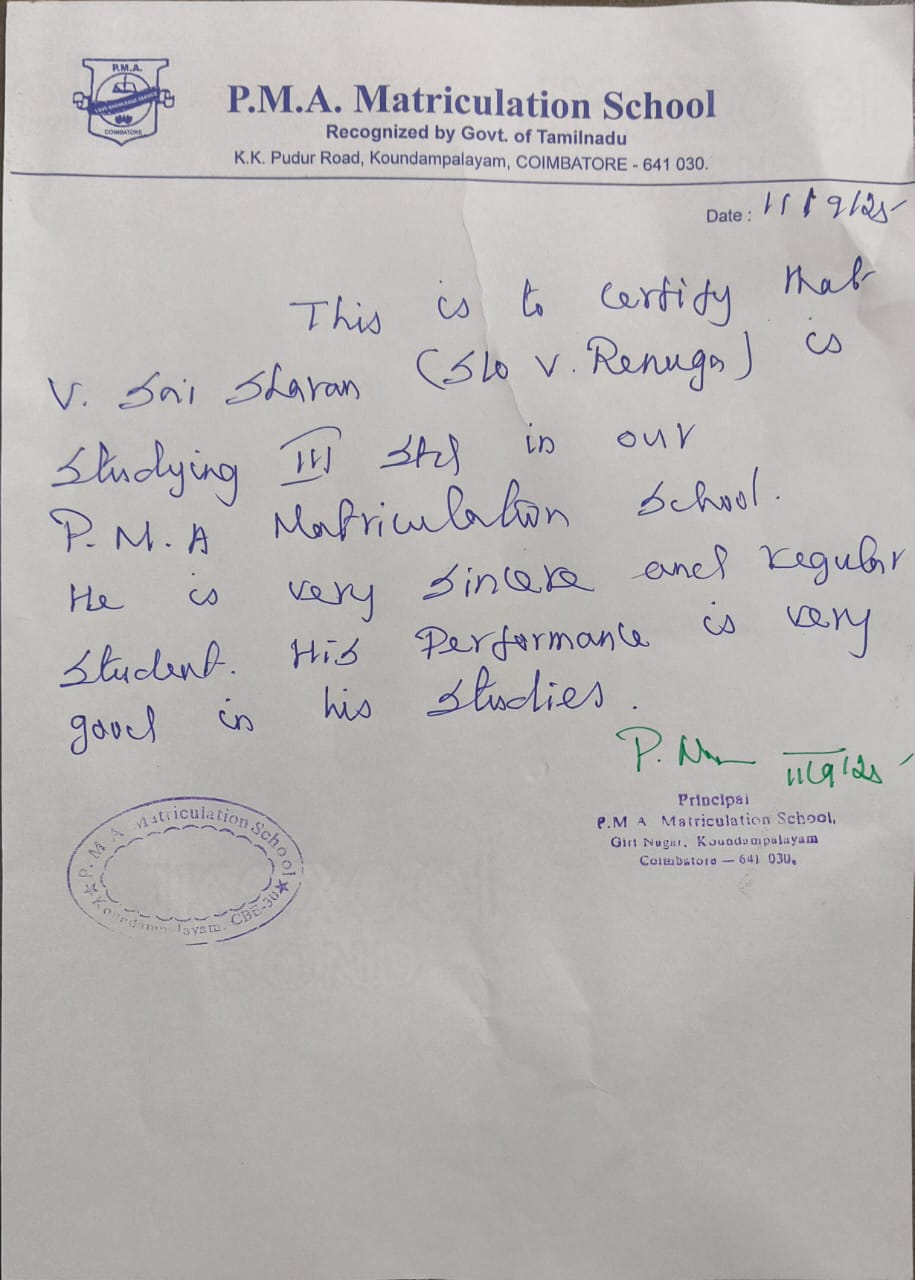 P.M.A.
LOVE KNOWLEDGE SERVICE
COIMBATORE
P.M.A. Matriculation School
Recognized by Govt. of Tamilnadu
K.K. Pudur Road, Koundampalayam, COIMBATORE - 641 030.
Date : 11/9/25
This is to certify that
V. Sai Sharan (S/o V. Renuga) is
studying III std in our
P.M.A Matriculation School.
He is very sincere and regular
student. His Performance is very
good in his studies.
P. 11/9/25
Principal
P.M A Matriculation School,
Giri Nagar, Koundampalayam
Coimbatore — 641 030.
P. M. A. Matriculation School
Koundampalayam, CBE-30